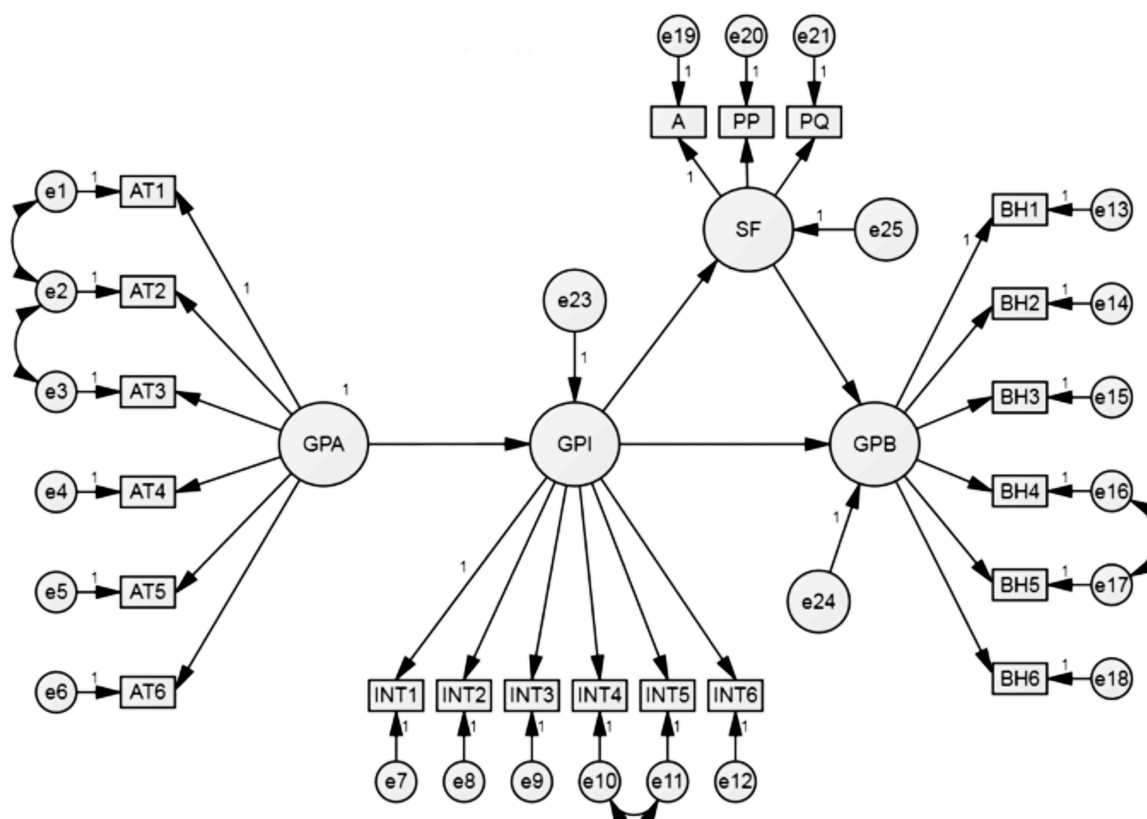 e19 e20 e21
1 1 1
A PP PQ
1
e1 1 AT1
SF 1 e25
BH1 1 e13
1
e2 1 AT2
1
e23
1
BH2 1 e14
e3 1 AT3
1
BH3 1 e15
GPA GPI GPB
e4 1 AT4
BH4 1 e16
1
e5 1 AT5
1
e24
BH5 1 e17
e6 1 AT6
BH6 1 e18
INT1 INT2 INT3 INT4 INT5 INT6
1 1 1 1 1 1
e7 e8 e9 e10 e11 e12